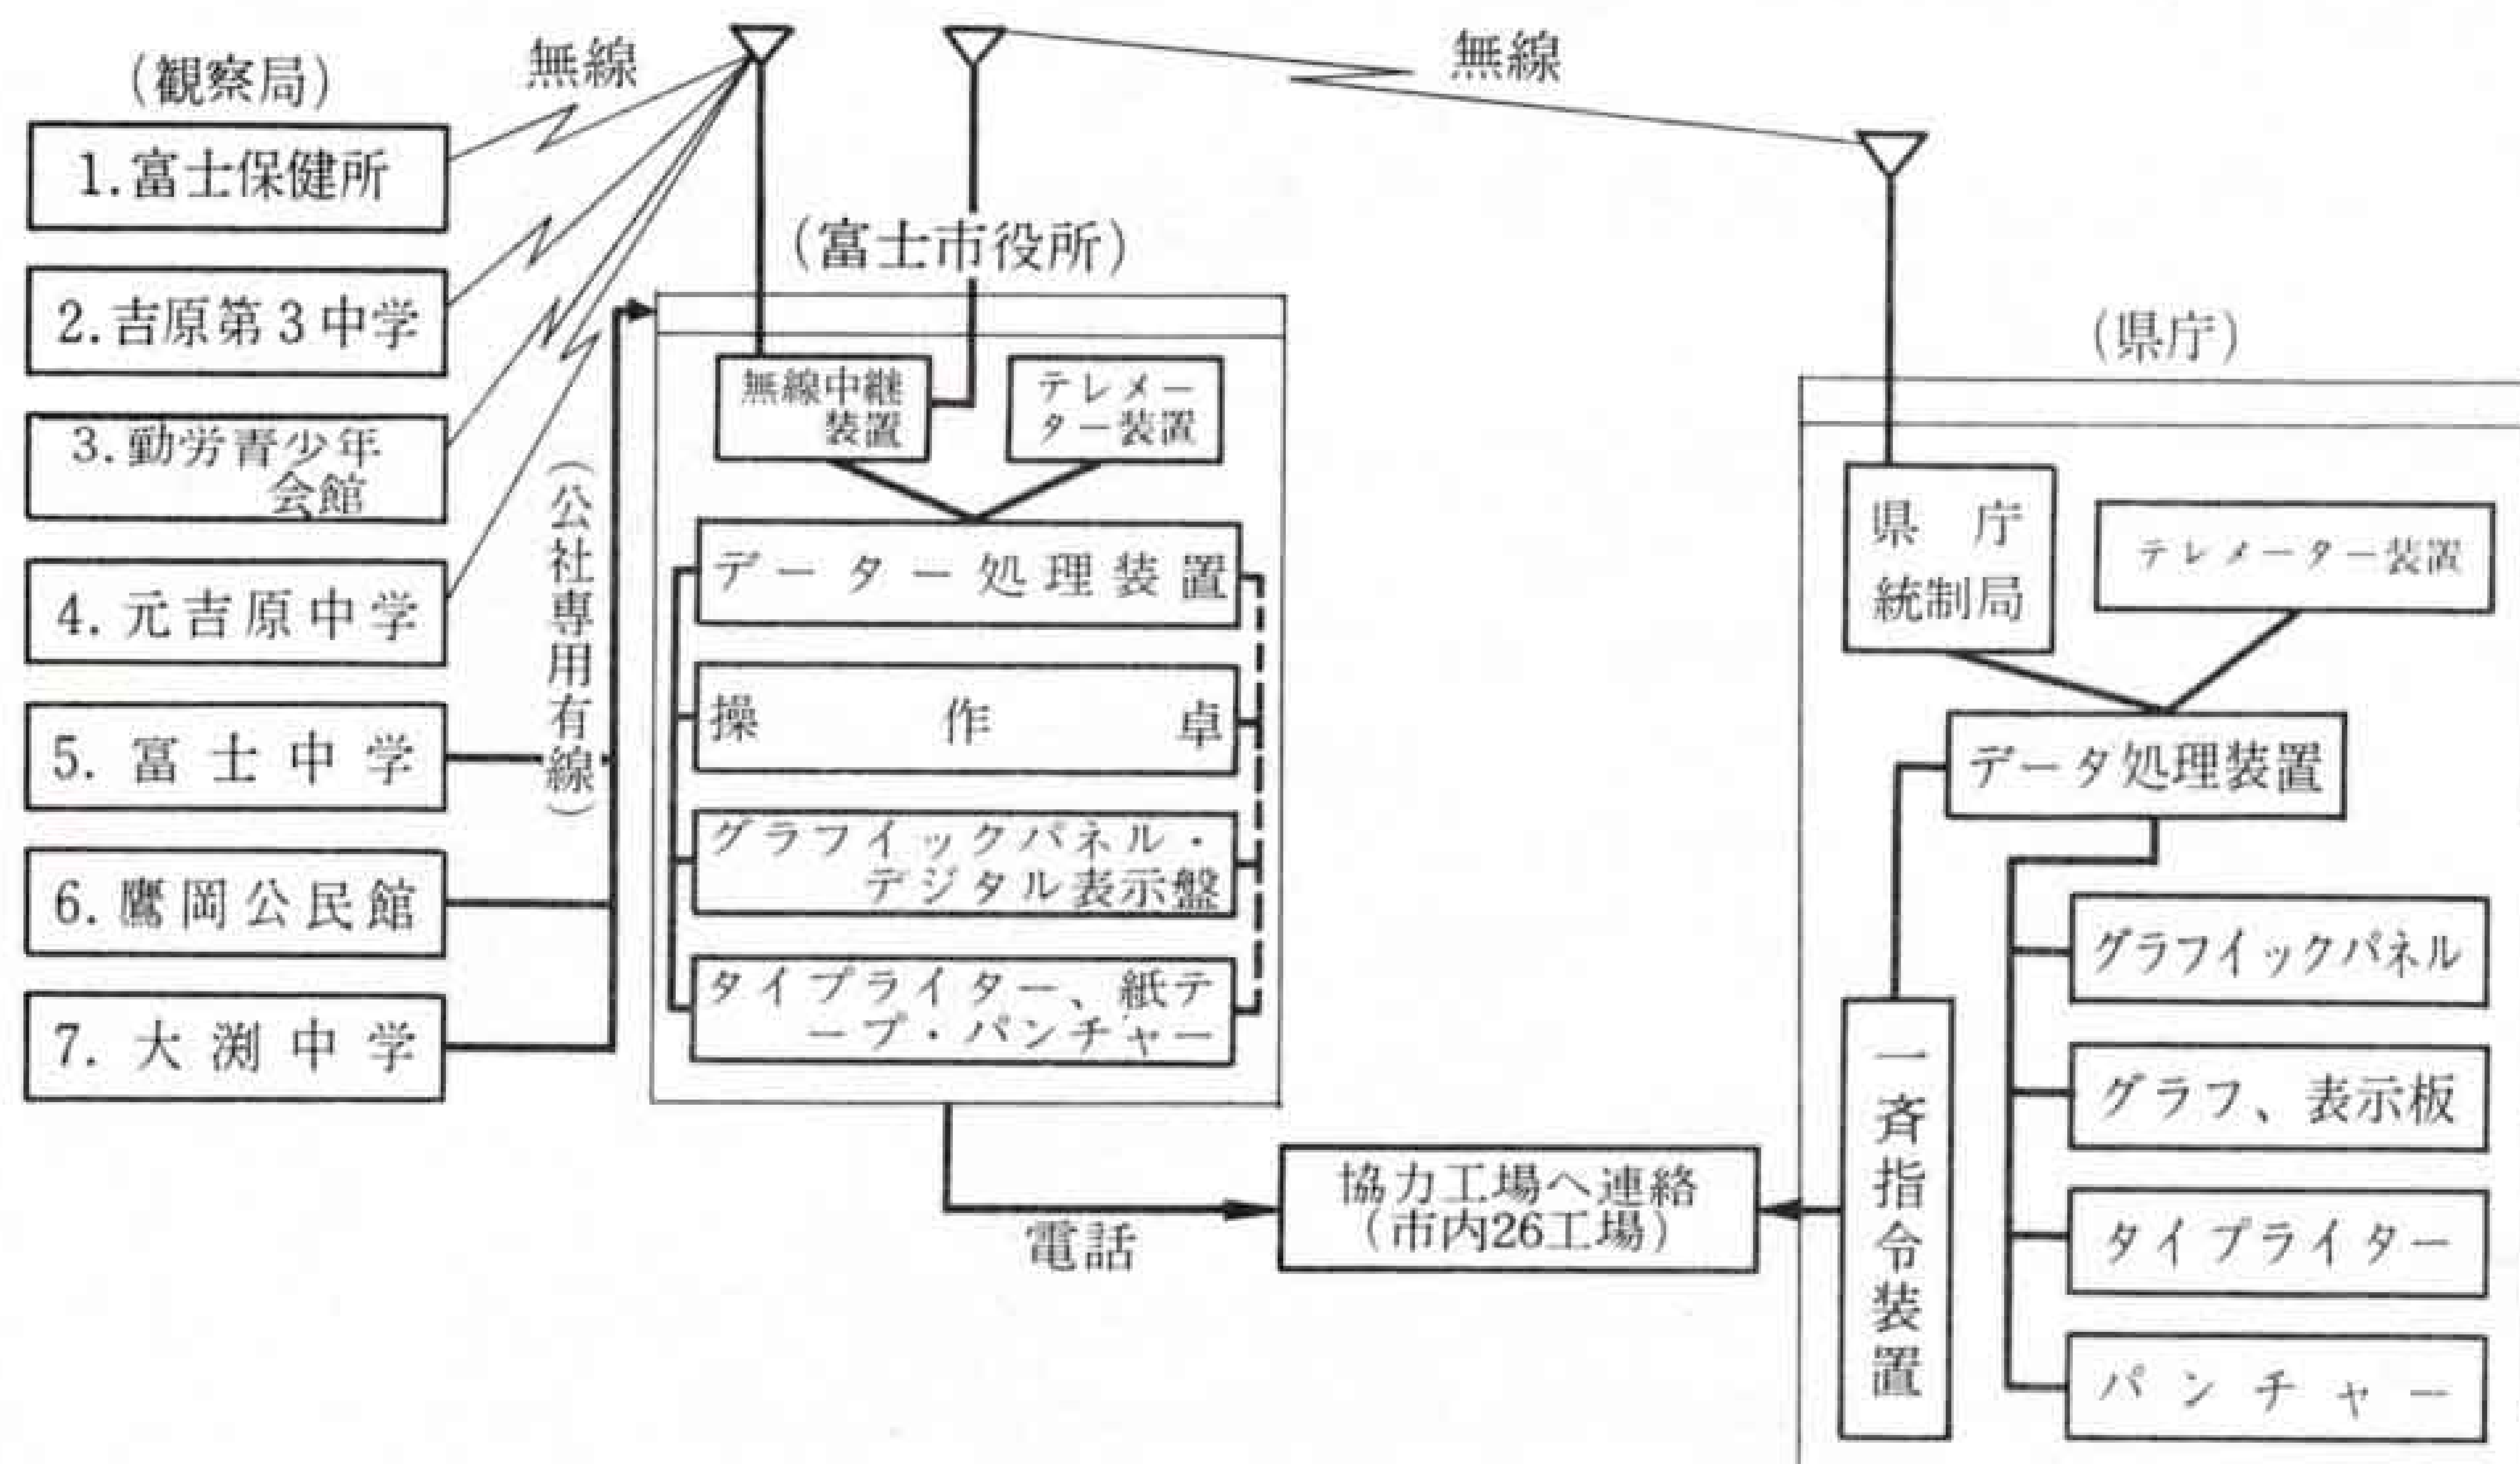 (観察局)
無線
1.富士保健所
2.吉原第3中学
3.勤労青少年
会館
4.元吉原中学
5.富士中学
6.鷹岡公民館
7.大渕中学
(公社専用有線)
無線
(富士市役所)
無線中継
装置
テレメー
ター装置
データー処理装置
操作卓
グラフイックパネル・
デジタル表示盤
タイプライター、紙テ
ープ・パンチャー
電話
協力工場へ連絡
(市内26工場)
(県庁)
県庁
統制局
テレメーター装置
データ処理装置
一斉指令装置
グラフイックパネル
グラフ、表示板
タイプライター
パンチャー